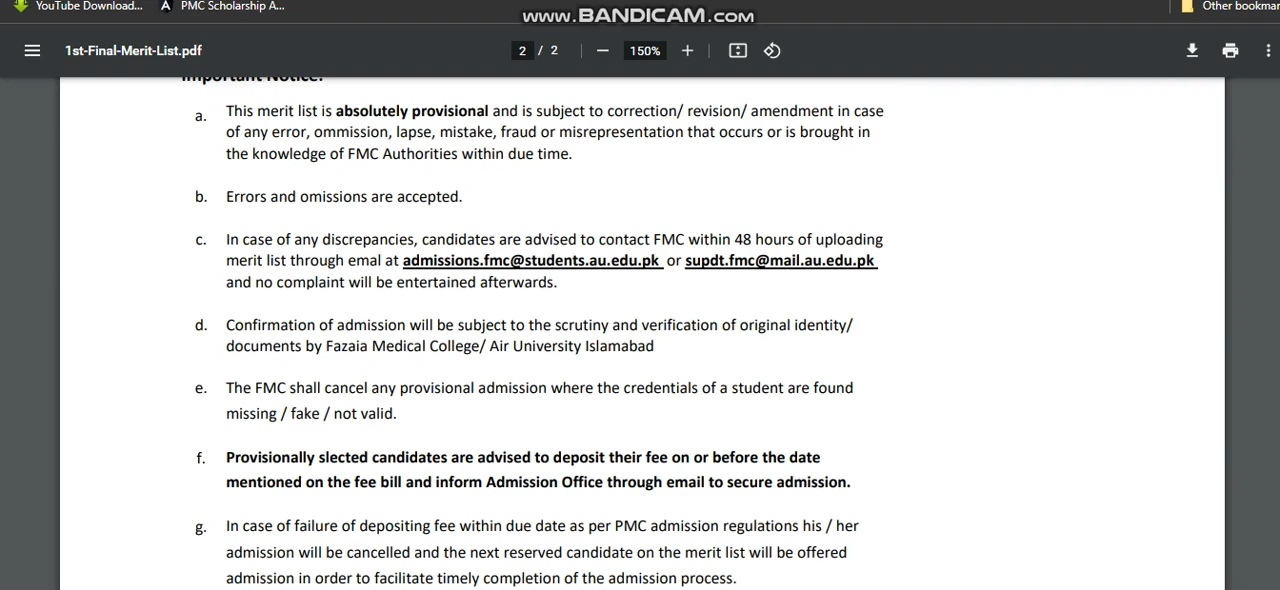 YouTube Download...
PMC Scholarship A...
www.BANDICAM.com
Other bookmar
1st-Final-Merit-List.pdf
2 / 2
150%
Important Notice:
a. This merit list is absolutely provisional and is subject to correction/ revision/ amendment in case
of any error, ommission, lapse, mistake, fraud or misrepresentation that occurs or is brought in
the knowledge of FMC Authorities within due time.
b. Errors and omissions are accepted.
c. In case of any discrepancies, candidates are advised to contact FMC within 48 hours of uploading
merit list through emal at admissions.fmc@students.au.edu.pk or supdt.fmc@mail.au.edu.pk
and no complaint will be entertained afterwards.
d. Confirmation of admission will be subject to the scrutiny and verification of original identity/
documents by Fazaia Medical College/ Air University Islamabad
e. The FMC shall cancel any provisional admission where the credentials of a student are found
missing / fake / not valid.
f. Provisionally slected candidates are advised to deposit their fee on or before the date
mentioned on the fee bill and inform Admission Office through email to secure admission.
g. In case of failure of depositing fee within due date as per PMC admission regulations his / her
admission will be cancelled and the next reserved candidate on the merit list will be offered
admission in order to facilitate timely completion of the admission process.